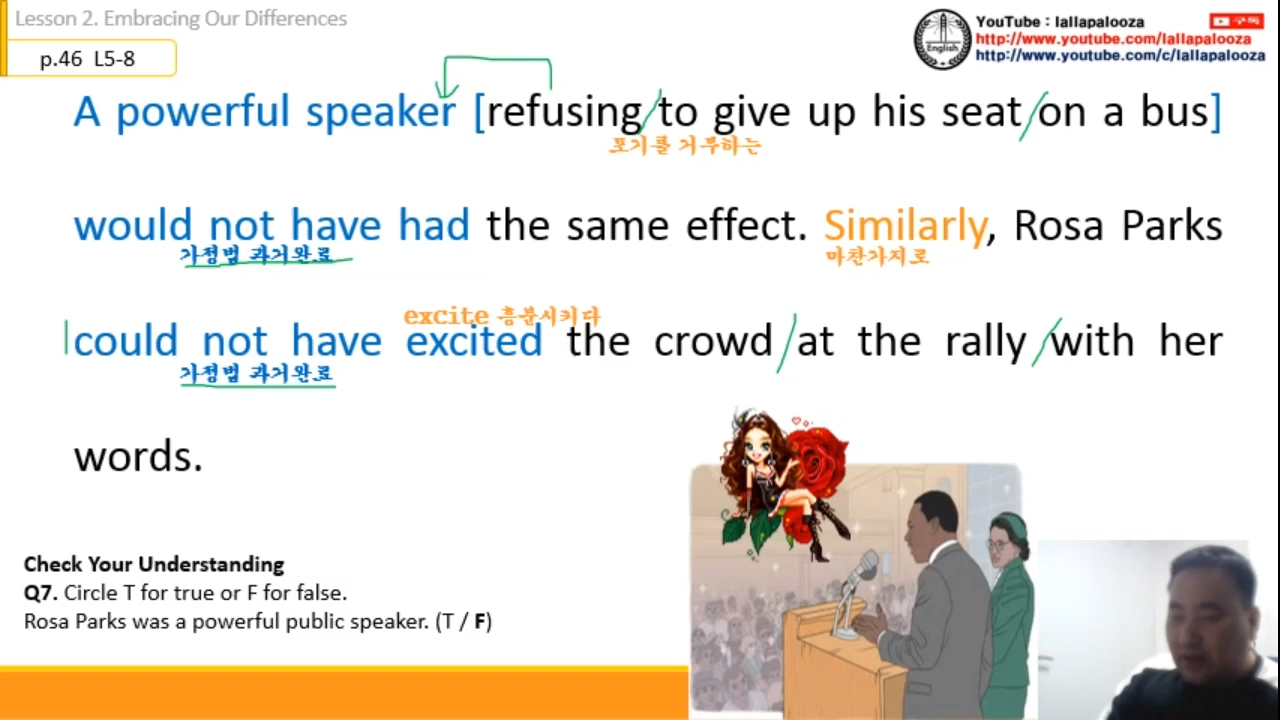 Lesson 2. Embracing Our Differences
YouTube : lallapalooza
구독
http://www.youtube.com/lallapalooza
http://www.youtube.com/c/lallapalooza
English
p.46 L5-8
A powerful speaker [refusing/to give up his seat/on a bus]
포기를 거부하는
would not have had the same effect. Similarly, Rosa Parks
가정법 과거완료
마찬가지로
excite 흥분시키다
could not have excited the crowd/at the rally/with her
가정법 과거완료
words.
Check Your Understanding
Q7. Circle T for true or F for false.
Rosa Parks was a powerful public speaker. (T / F)